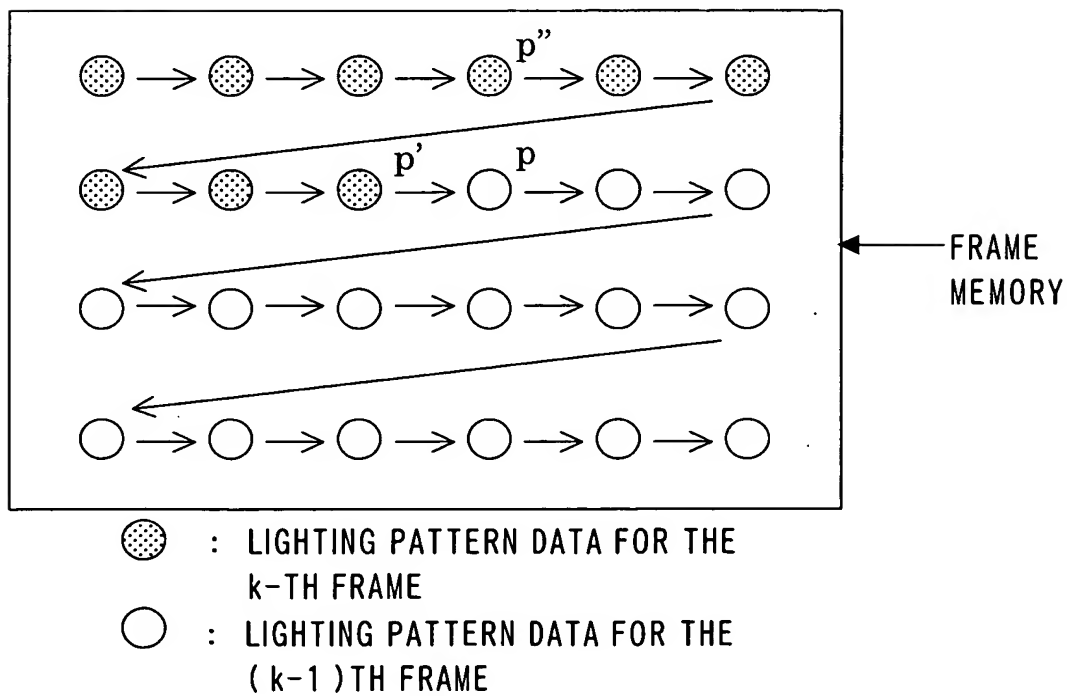 p"
p' p
FRAME
MEMORY
: LIGHTING PATTERN DATA FOR THE
k-TH FRAME
: LIGHTING PATTERN DATA FOR THE
(k-1)TH FRAME